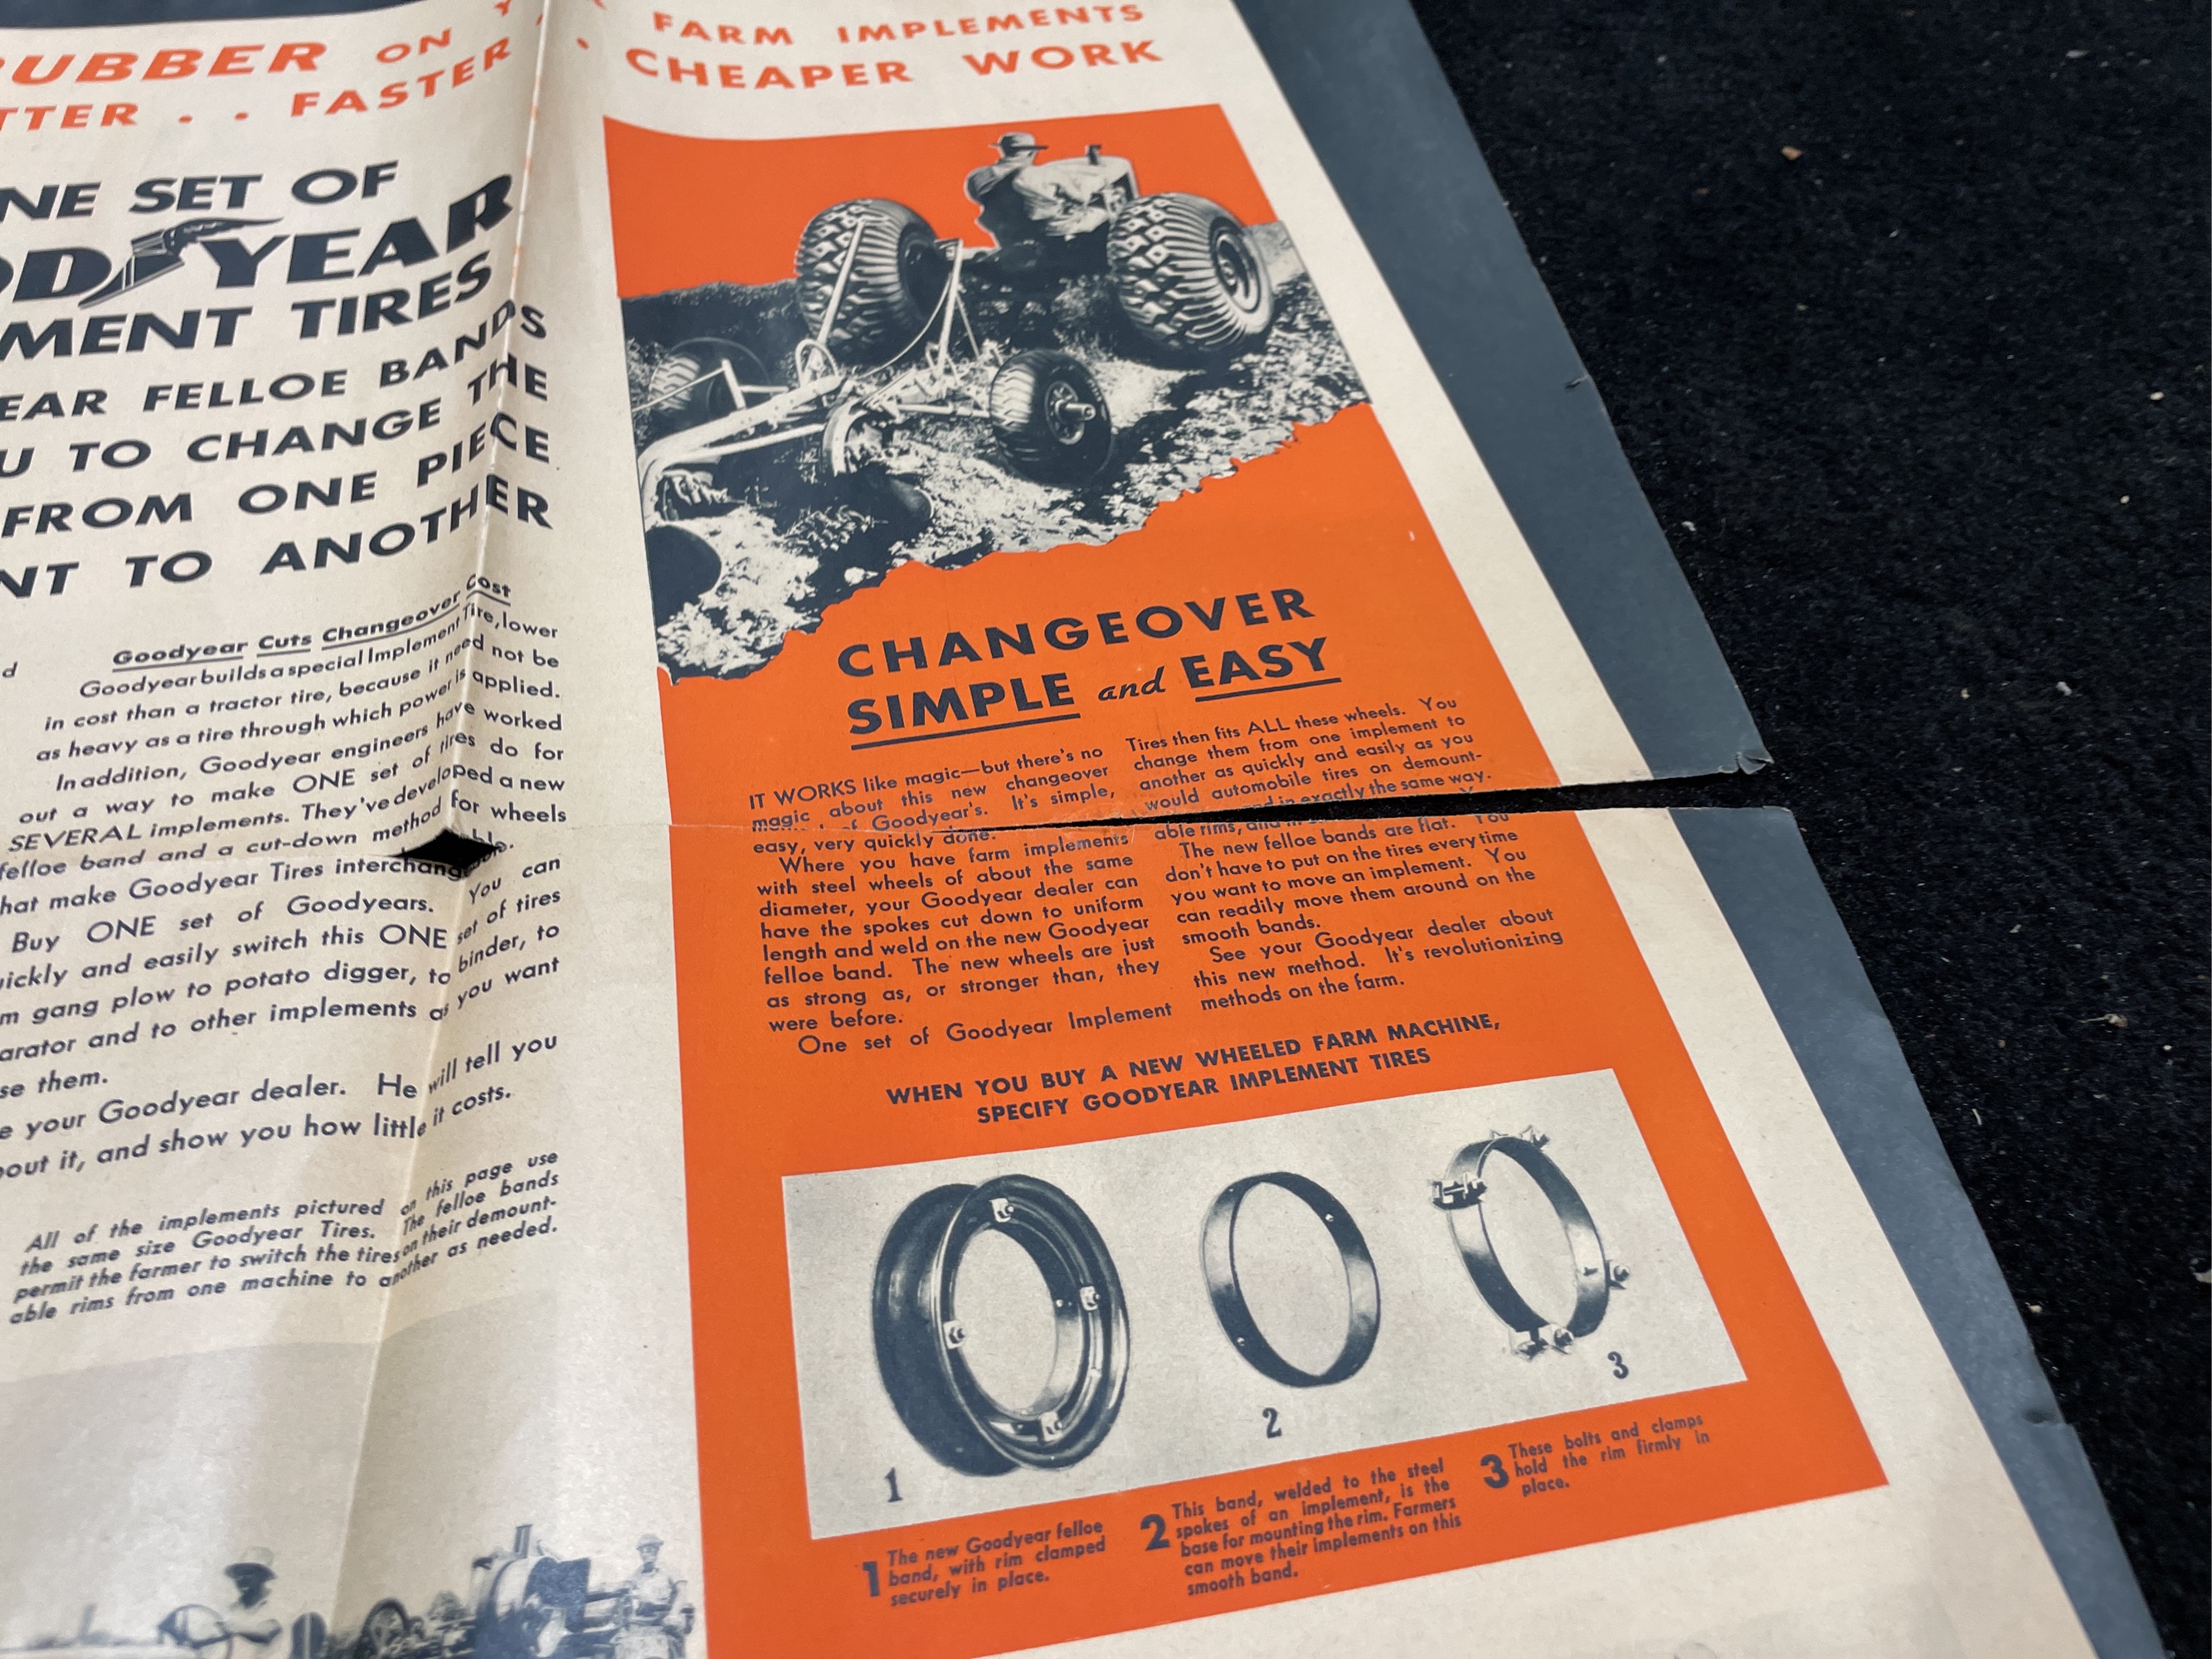 RUBBER ON
FARM IMPLEMENTS
TTER . . FASTER . . CHEAPER WORK
NE SET OF
OD YEAR
MENT TIRES
EAR FELLOE BANDS
U TO CHANGE THE
FROM ONE PIECE
NT TO ANOTHER
d
Goodyear Cuts Changeover Cost
Goodyear builds a special Implement Tire, lower
in cost than a tractor tire, because it need not be
as heavy as a tire through which power is applied.
In addition, Goodyear engineers have worked
out a way to make ONE set of tires do for
SEVERAL implements. They've developed a new
felloe band and a cut-down method for wheels
hat make Goodyear Tires
Buy ONE set of Goodyears. You can
uickly and easily switch this ONE set of tires
m gang plow to potato digger, to binder, to
arator and to other implements as you want
se them.
e your Goodyear dealer. He will tell you
bout it, and show you how little it costs.
All of the implements pictured on this page use
the same size Goodyear Tires. The felloe bands
permit the farmer to switch the tires on their demount-
able rims from one machine to another as needed.
CHANGEOVER
SIMPLE and EASY
IT WORKS like magic—but there's no
magic about this new changeover
of Goodyear's. It's simple,
easy, very quickly done.
Where you have farm implements
with steel wheels of about the same
diameter, your Goodyear dealer can
have the spokes cut down to uniform
length and weld on the new Goodyear
felloe band. The new wheels are just
as strong as, or stronger than, they
were before.
One set of Goodyear Implement
Tires then fits ALL these wheels. You
change them from one implement to
another as quickly and easily as you
would automobile tires on demount-
able rims, and in exactly the same way.
The new felloe bands are flat. You
don't have to put on the tires every time
you want to move an implement. You
can readily move them around on the
smooth bands.
See your Goodyear dealer about
this new method. It's revolutionizing
methods on the farm.
WHEN YOU BUY A NEW WHEELED FARM MACHINE,
SPECIFY GOODYEAR IMPLEMENT TIRES
1
2
3
1 The new Goodyear felloe
band, with rim clamped
securely in place.
2 This band, welded to the steel
spokes of an implement, is the
base for mounting the rim. Farmers
can move their implements on this
smooth band.
3 These bolts and clamps
hold the rim firmly in
place.